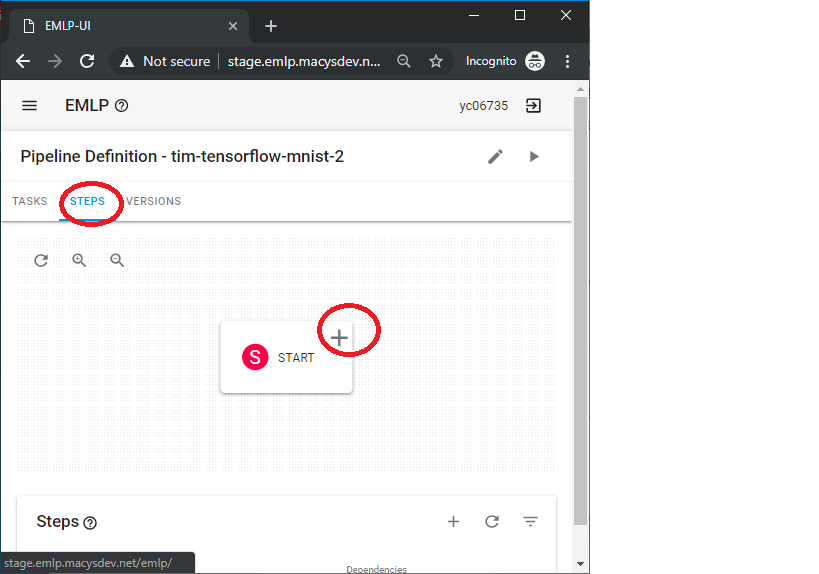 EMLP-UI
Not secure stage.emlp.macysdev.n... Incognito
EMLP yc06735
Pipeline Definition - tim-tensorflow-mnist-2
TASKS STEPS VERSIONS
S START
Steps
stage.emlp.macysdev.net/emlp/
Dependencies